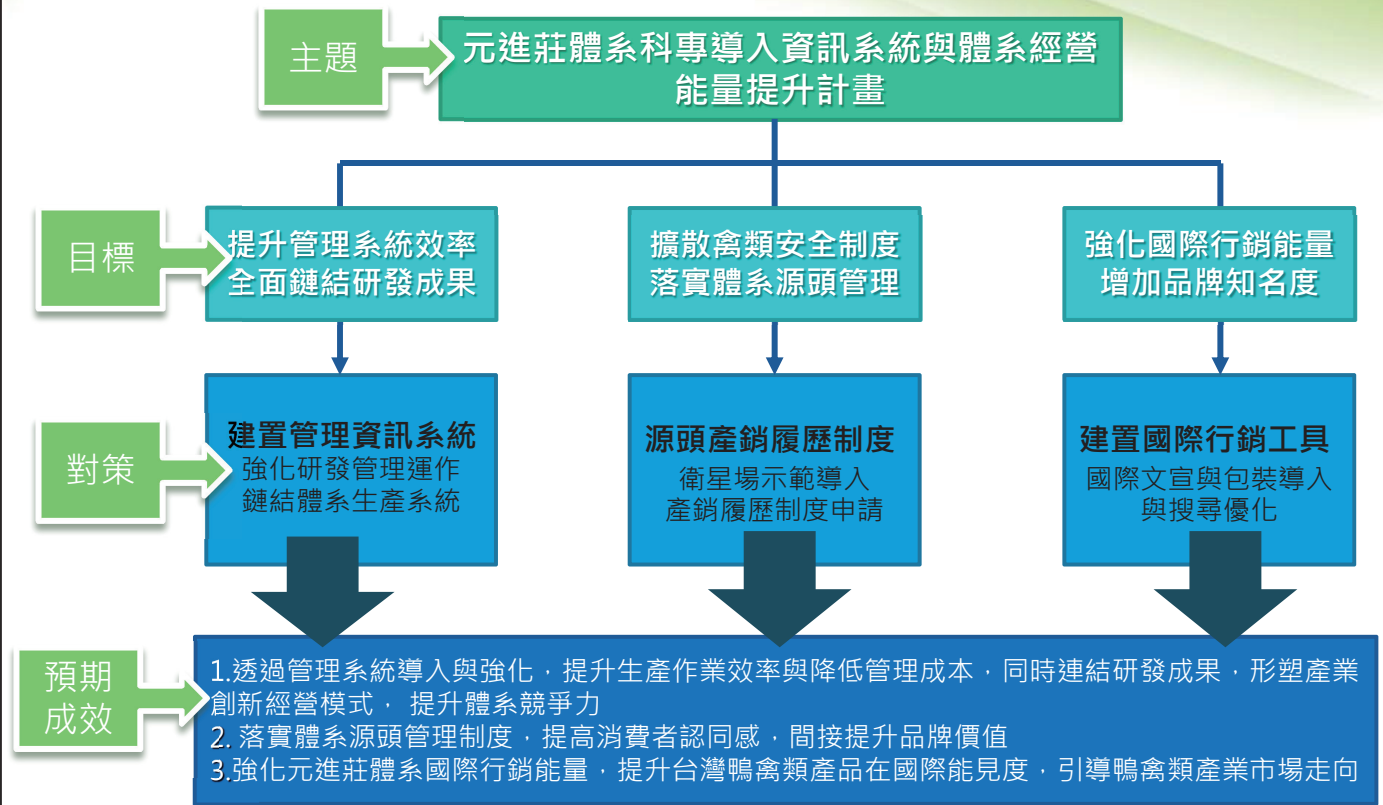 主題
元進莊體系科專導入資訊系統與體系經營
能量提升計畫
目標
提升管理系統效率
全面鏈結研發成果
擴散禽類安全制度
落實體系源頭管理
強化國際行銷能量
增加品牌知名度
對策
建置管理資訊系統
強化研發管理運作
鏈結體系生產系統
源頭產銷履歷制度
衛星場示範導入
產銷履歷制度申請
建置國際行銷工具
國際文宣與包裝導入
與搜尋優化
預期
成效
1.透過管理系統導入與強化，提升生產作業效率與降低管理成本，同時連結研發成果，形塑產業
創新經營模式， 提升體系競爭力
2. 落實體系源頭管理制度，提高消費者認同感，間接提升品牌價值
3.強化元進莊體系國際行銷能量，提升台灣鴨禽類產品在國際能見度，引導鴨禽類產業市場走向